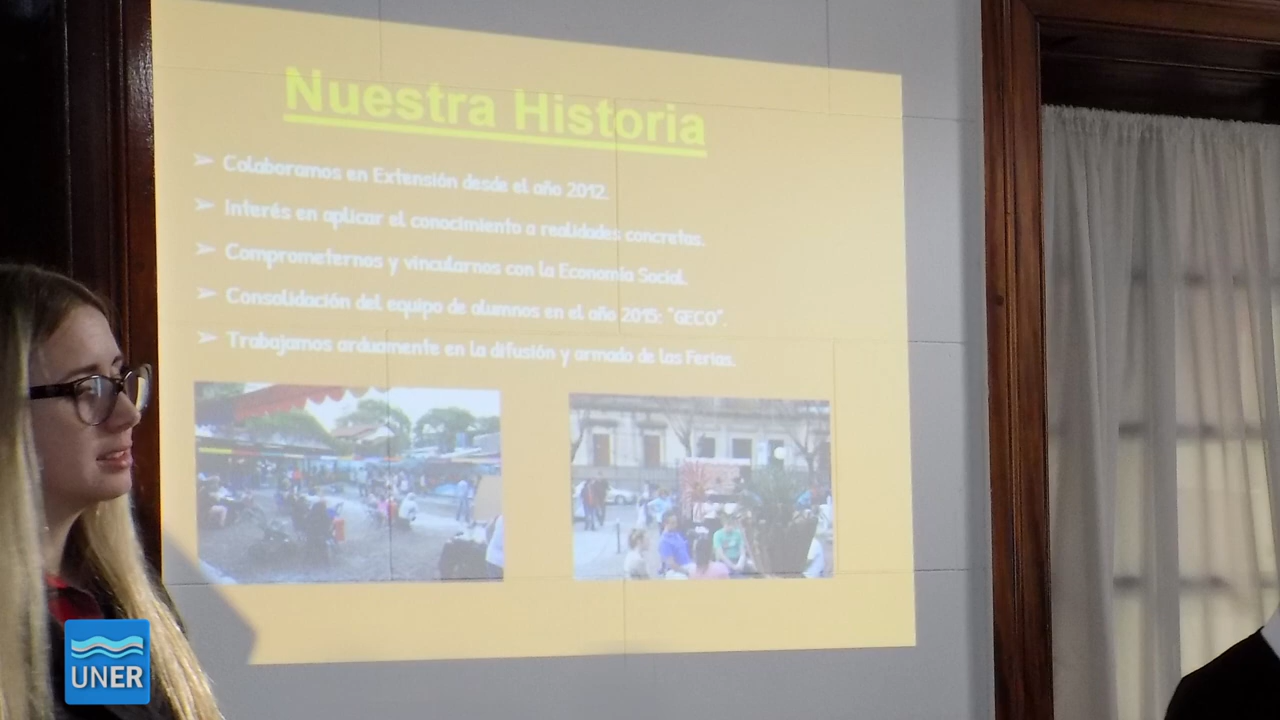 Nuestra Historia
➢ Colaboramos en Extensión desde el año 2012.
➢ Interés en aplicar el conocimiento a realidades concretas.
➢ Comprometernos y vincularnos con la Economía Social.
➢ Consolidación del equipo de alumnos en el año 2015: "GECO".
➢ Trabajamos arduamente en la difusión y armado de las Ferias.
UNER